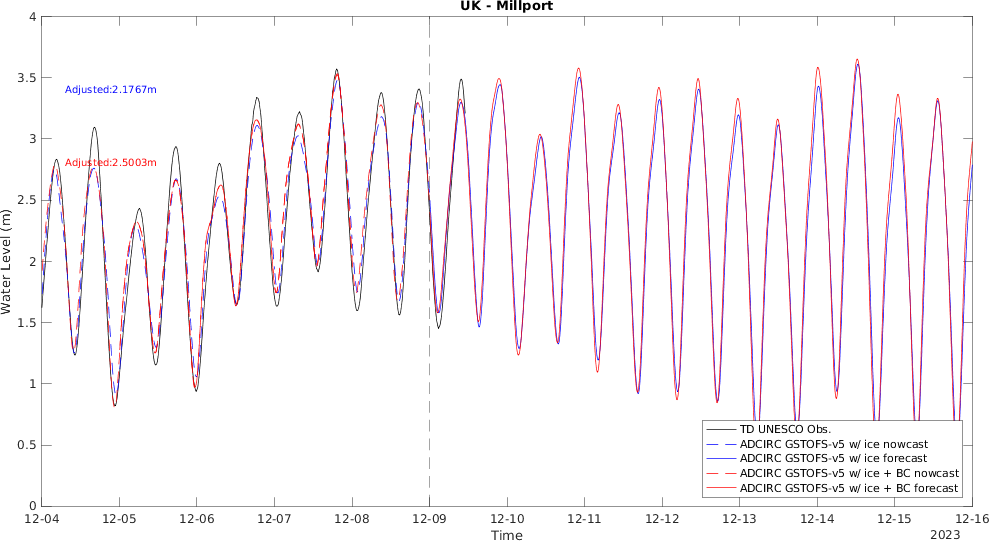 UK - Millport
4
3.5
3
2.5
2
1.5
1
0.5
0
Water Level (m)
Adjusted:2.1767m
Adjusted:2.5003m
TD UNESCO Obs.
ADCIRC GSTOFS-v5 w/ ice nowcast
ADCIRC GSTOFS-v5 w/ ice forecast
ADCIRC GSTOFS-v5 w/ ice + BC nowcast
ADCIRC GSTOFS-v5 w/ ice + BC forecast
12-04 12-05 12-06 12-07 12-08 12-09 12-10 12-11 12-12 12-13 12-14 12-15 12-16
Time
2023